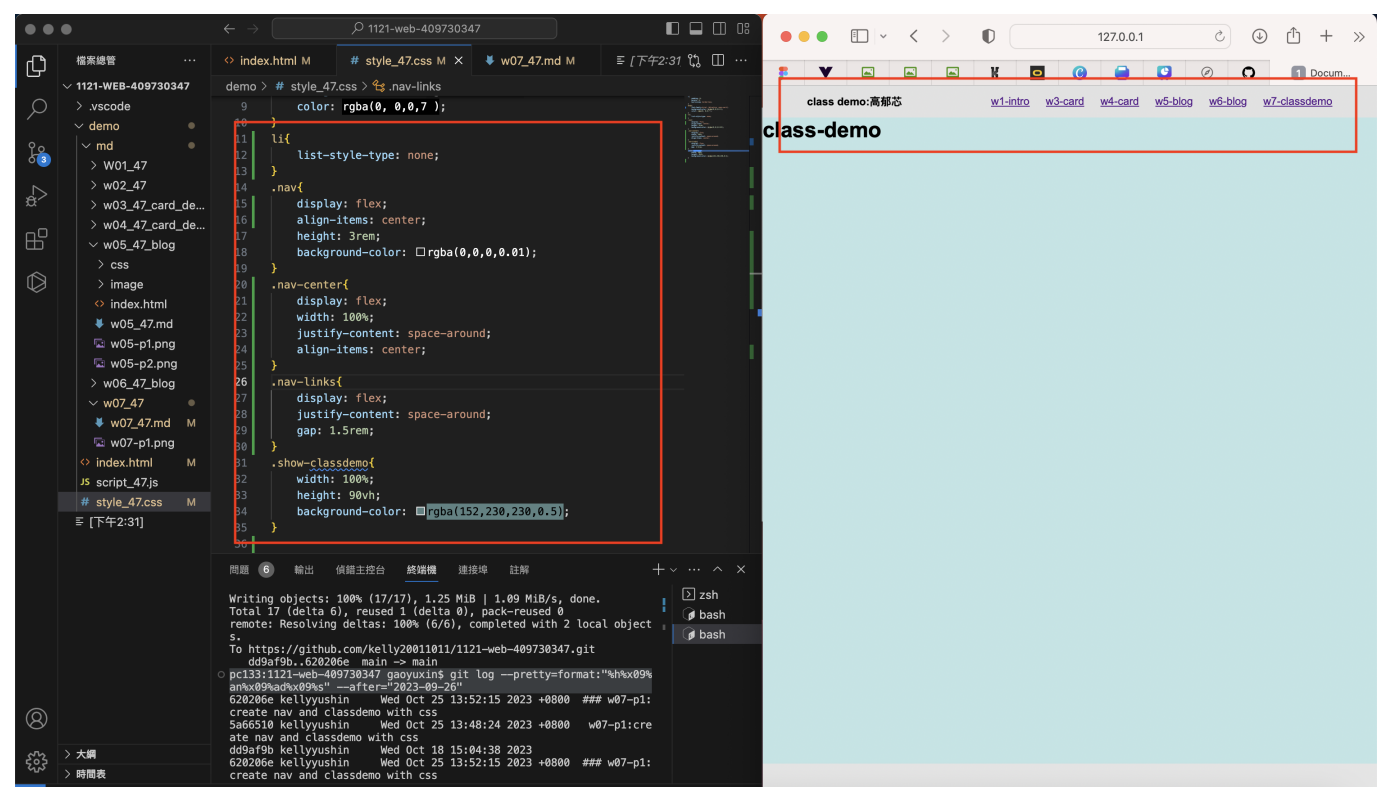 1121-web-409730347
檔案總管 ···
1121-WEB-409730347
.vscode
demo
md
W01_47
w02_47
w03_47_card_de...
w04_47_card_de...
w05_47_blog
css
image
index.html
w05_47.md
w05-p1.png
w05-p2.png
w06_47_blog
w07_47
w07_47.md M
w07-p1.png
index.html M
JS script_47.js
# style_47.css M
[下午2:31]
大綱
時間表
3
index.html M
# style_47.css M ×
w07_47.md M
[下午2:31
demo > # style_47.css > .nav-links
9 color: rgba(0, 0,0,7 );
10 }
11 li{
12 list-style-type: none;
13 }
14 .nav{
15 display: flex;
16 align-items: center;
17 height: 3rem;
18 background-color: rgba(0,0,0,0.01);
19 }
20 .nav-center{
21 display: flex;
22 width: 100%;
23 justify-content: space-around;
24 align-items: center;
25 }
26 .nav-links{
27 display: flex;
28 justify-content: space-around;
29 gap: 1.5rem;
30 }
31 .show-classdemo{
32 width: 100%;
33 height: 90vh;
34 background-color: rgba(152,230,230,0.5);
35 }
36
問題 6 輸出 偵錯主控台 終端機 連接埠 註解
Writing objects: 100% (17/17), 1.25 MiB | 1.09 MiB/s, done.
Total 17 (delta 6), reused 1 (delta 0), pack-reused 0
remote: Resolving deltas: 100% (6/6), completed with 2 local object
s.
To https://github.com/kelly20011011/1121-web-409730347.git
dd9af9b..620206e main -> main
pc133:1121-web-409730347 gaoyuxin$ git log --pretty=format:"%h%x09%
an%x09%ad%x09%s" --after="2023-09-26"
620206e kellyyushin Wed Oct 25 13:52:15 2023 +0800 ### w07-p1:
create nav and classdemo with css
5a66510 kellyyushin Wed Oct 25 13:48:24 2023 +0800 w07-p1:cre
ate nav and classdemo with css
dd9af9b kellyyushin Wed Oct 18 15:04:38 2023
620206e kellyyushin Wed Oct 25 13:52:15 2023 +0800 ### w07-p1:
create nav and classdemo with css
zsh
bash
bash
127.0.0.1
1 Docum...
class demo:高郁芯 w1-intro w3-card w4-card w5-blog w6-blog w7-classdemo
class-demo